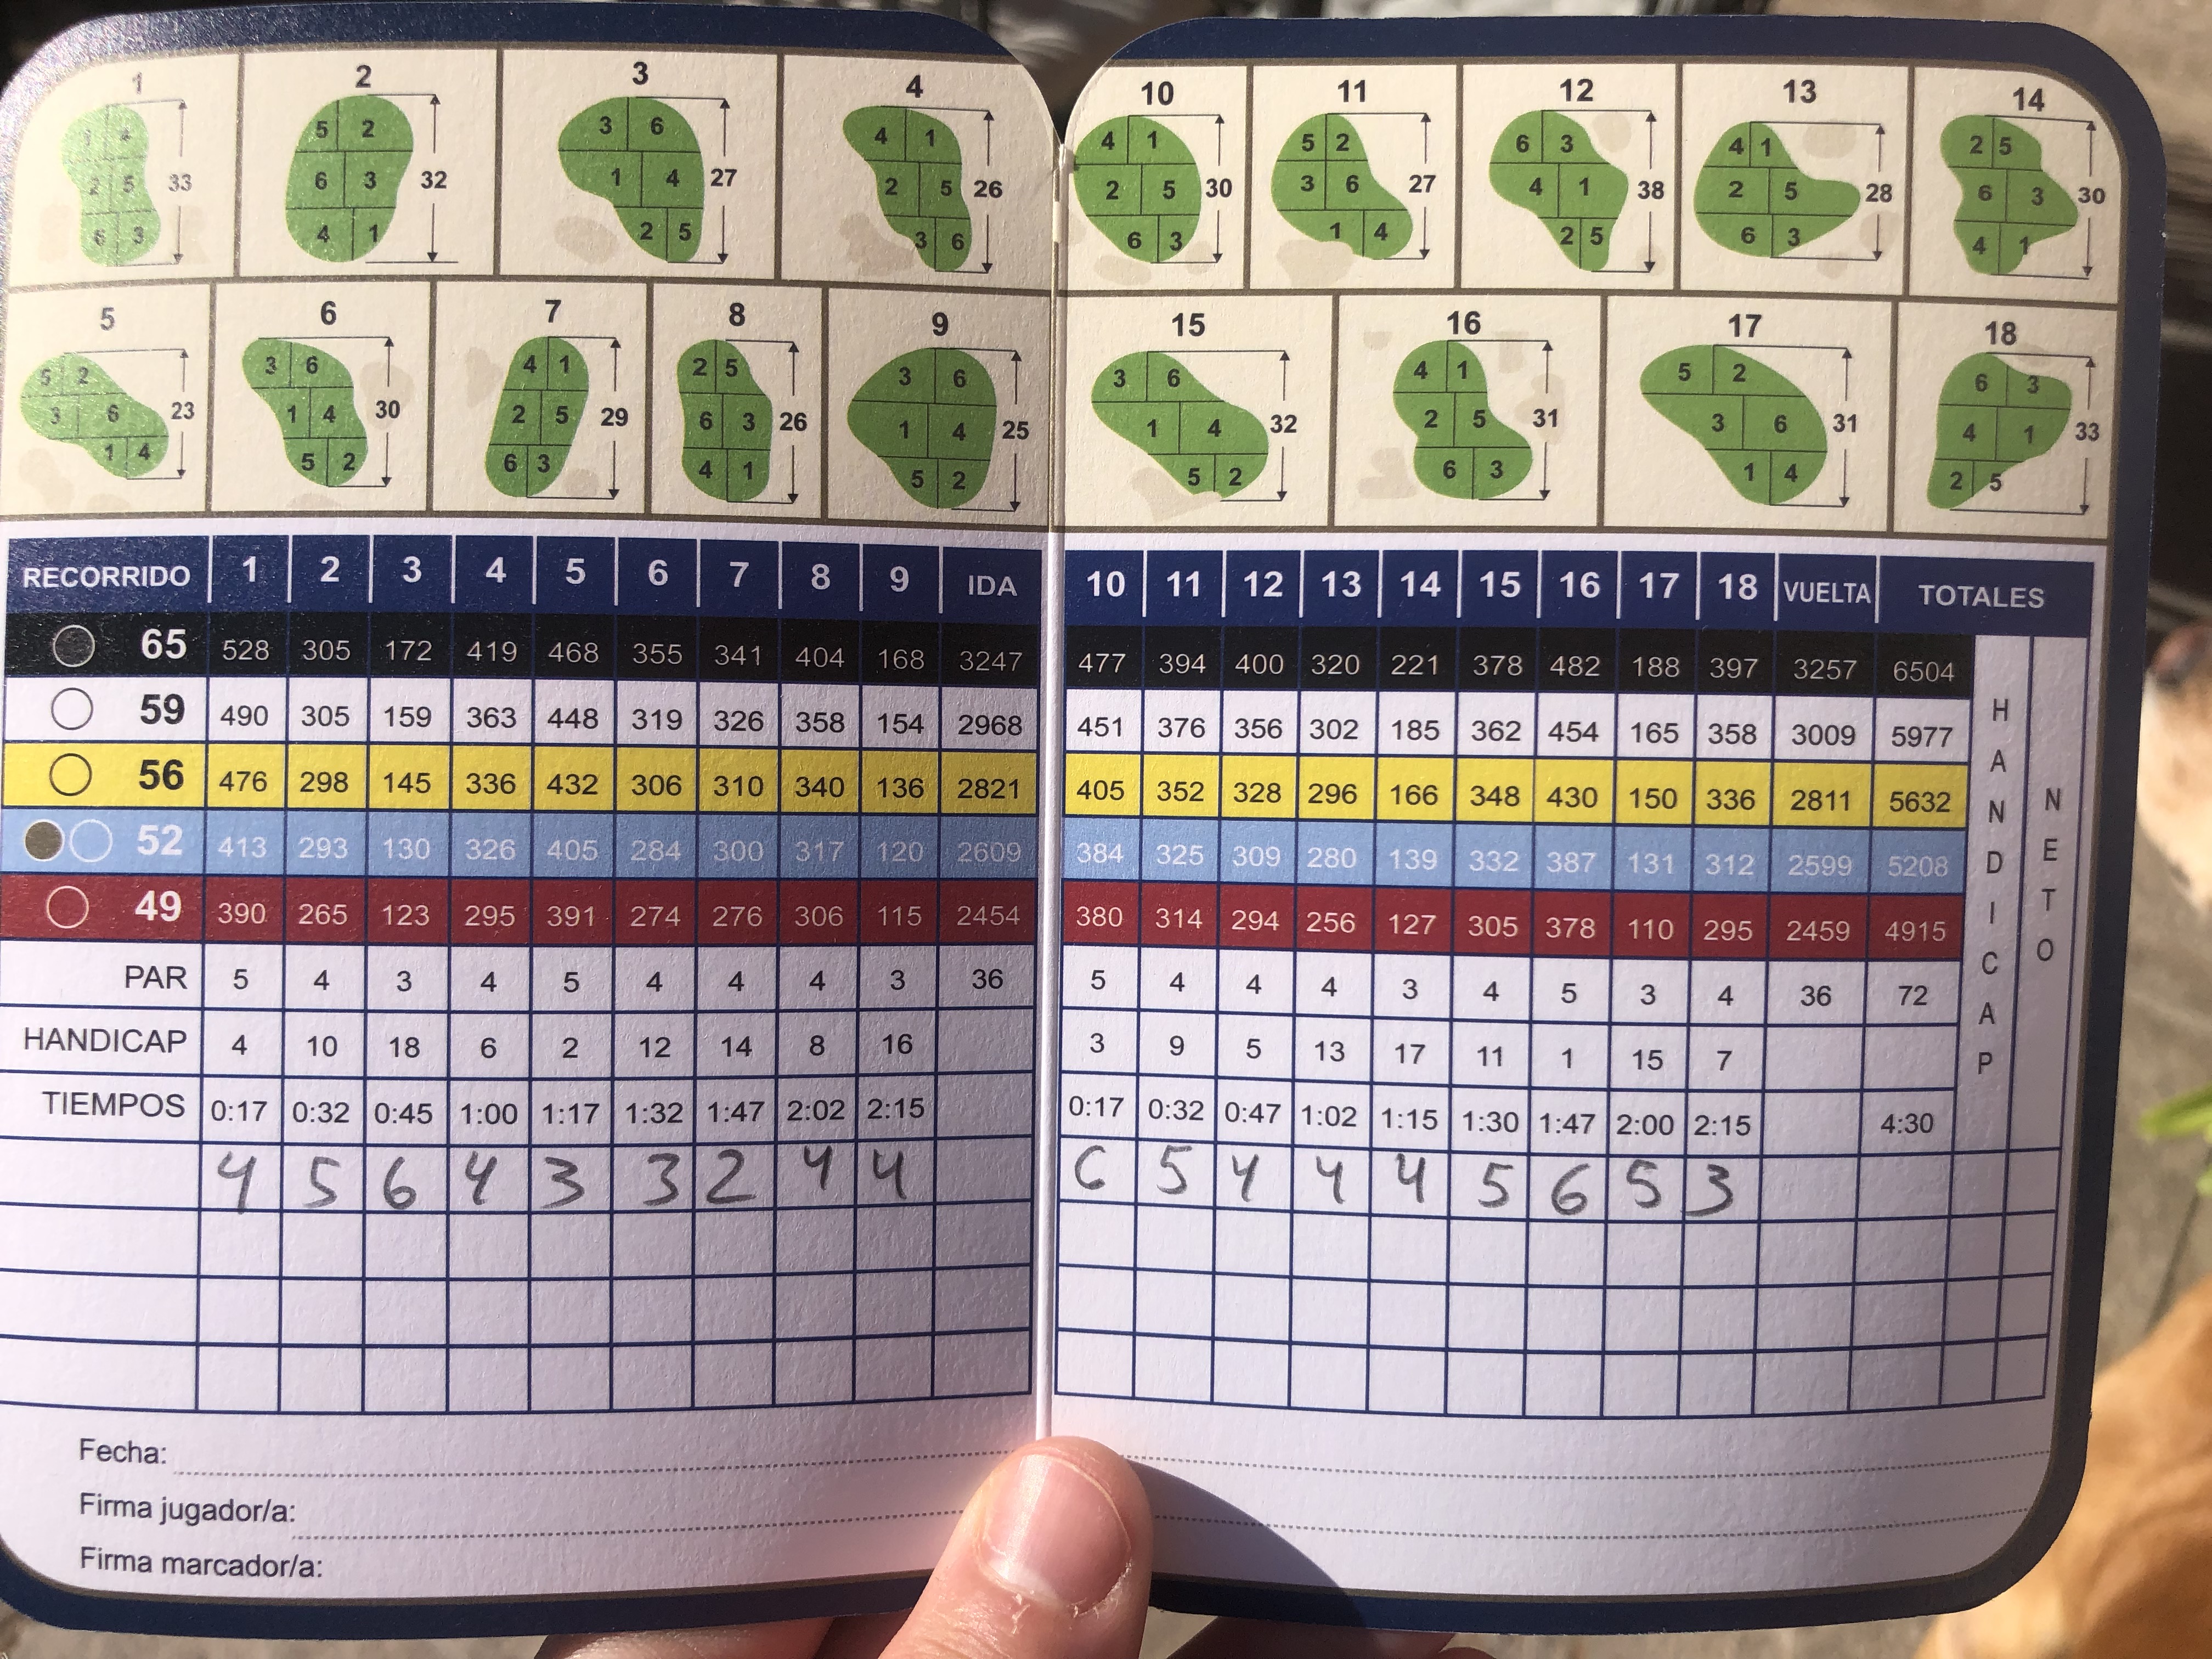 1 2 3 4
1 4 5 2 3 6 4 1
2 5 33 6 3 32 1 4 27 2 5 26
6 3 4 1 2 5 3 6
5 6 7 8 9
5 2 3 6 4 1 2 5 3 6
3 6 23 1 4 30 2 5 29 6 3 26 1 4 25
1 4 5 2 6 3 4 1 5 2
10 11 12 13 14
4 1 5 2 6 3 4 1 2 5
2 5 30 3 6 27 4 1 38 2 5 28 6 3 30
6 3 1 4 2 5 6 3 4 1
15 16 17 18
3 6 4 1 5 2 6 3
1 4 32 2 5 31 3 6 31 4 1 33
5 2 6 3 1 4 2 5
RECORRIDO 1 2 3 4 5 6 7 8 9 IDA 10 11 12 13 14 15 16 17 18 VUELTA TOTALES
65 528 305 172 419 468 355 341 404 168 3247 477 394 400 320 221 378 482 188 397 3257 6504
59 490 305 159 363 448 319 326 358 154 2968 451 376 356 302 185 362 454 165 358 3009 5977
56 476 298 145 336 432 306 310 340 136 2821 405 352 328 296 166 348 430 150 336 2811 5632
52 413 293 130 326 405 284 300 317 120 2609 384 325 309 280 139 332 387 131 312 2599 5208
49 390 265 123 295 391 274 276 306 115 2454 380 314 294 256 127 305 378 110 295 2459 4915
PAR 5 4 3 4 5 4 4 4 3 36 5 4 4 4 3 4 5 3 4 36 72
HANDICAP 4 10 18 6 2 12 14 8 16 3 9 5 13 17 11 1 15 7
TIEMPOS 0:17 0:32 0:45 1:00 1:17 1:32 1:47 2:02 2:15 0:17 0:32 0:47 1:02 1:15 1:30 1:47 2:00 2:15 4:30
4 5 6 4 3 3 2 4 4 6 5 4 4 4 5 6 5 3
HANDICAP
NETO
Fecha:
Firma jugador/a:
Firma marcador/a: